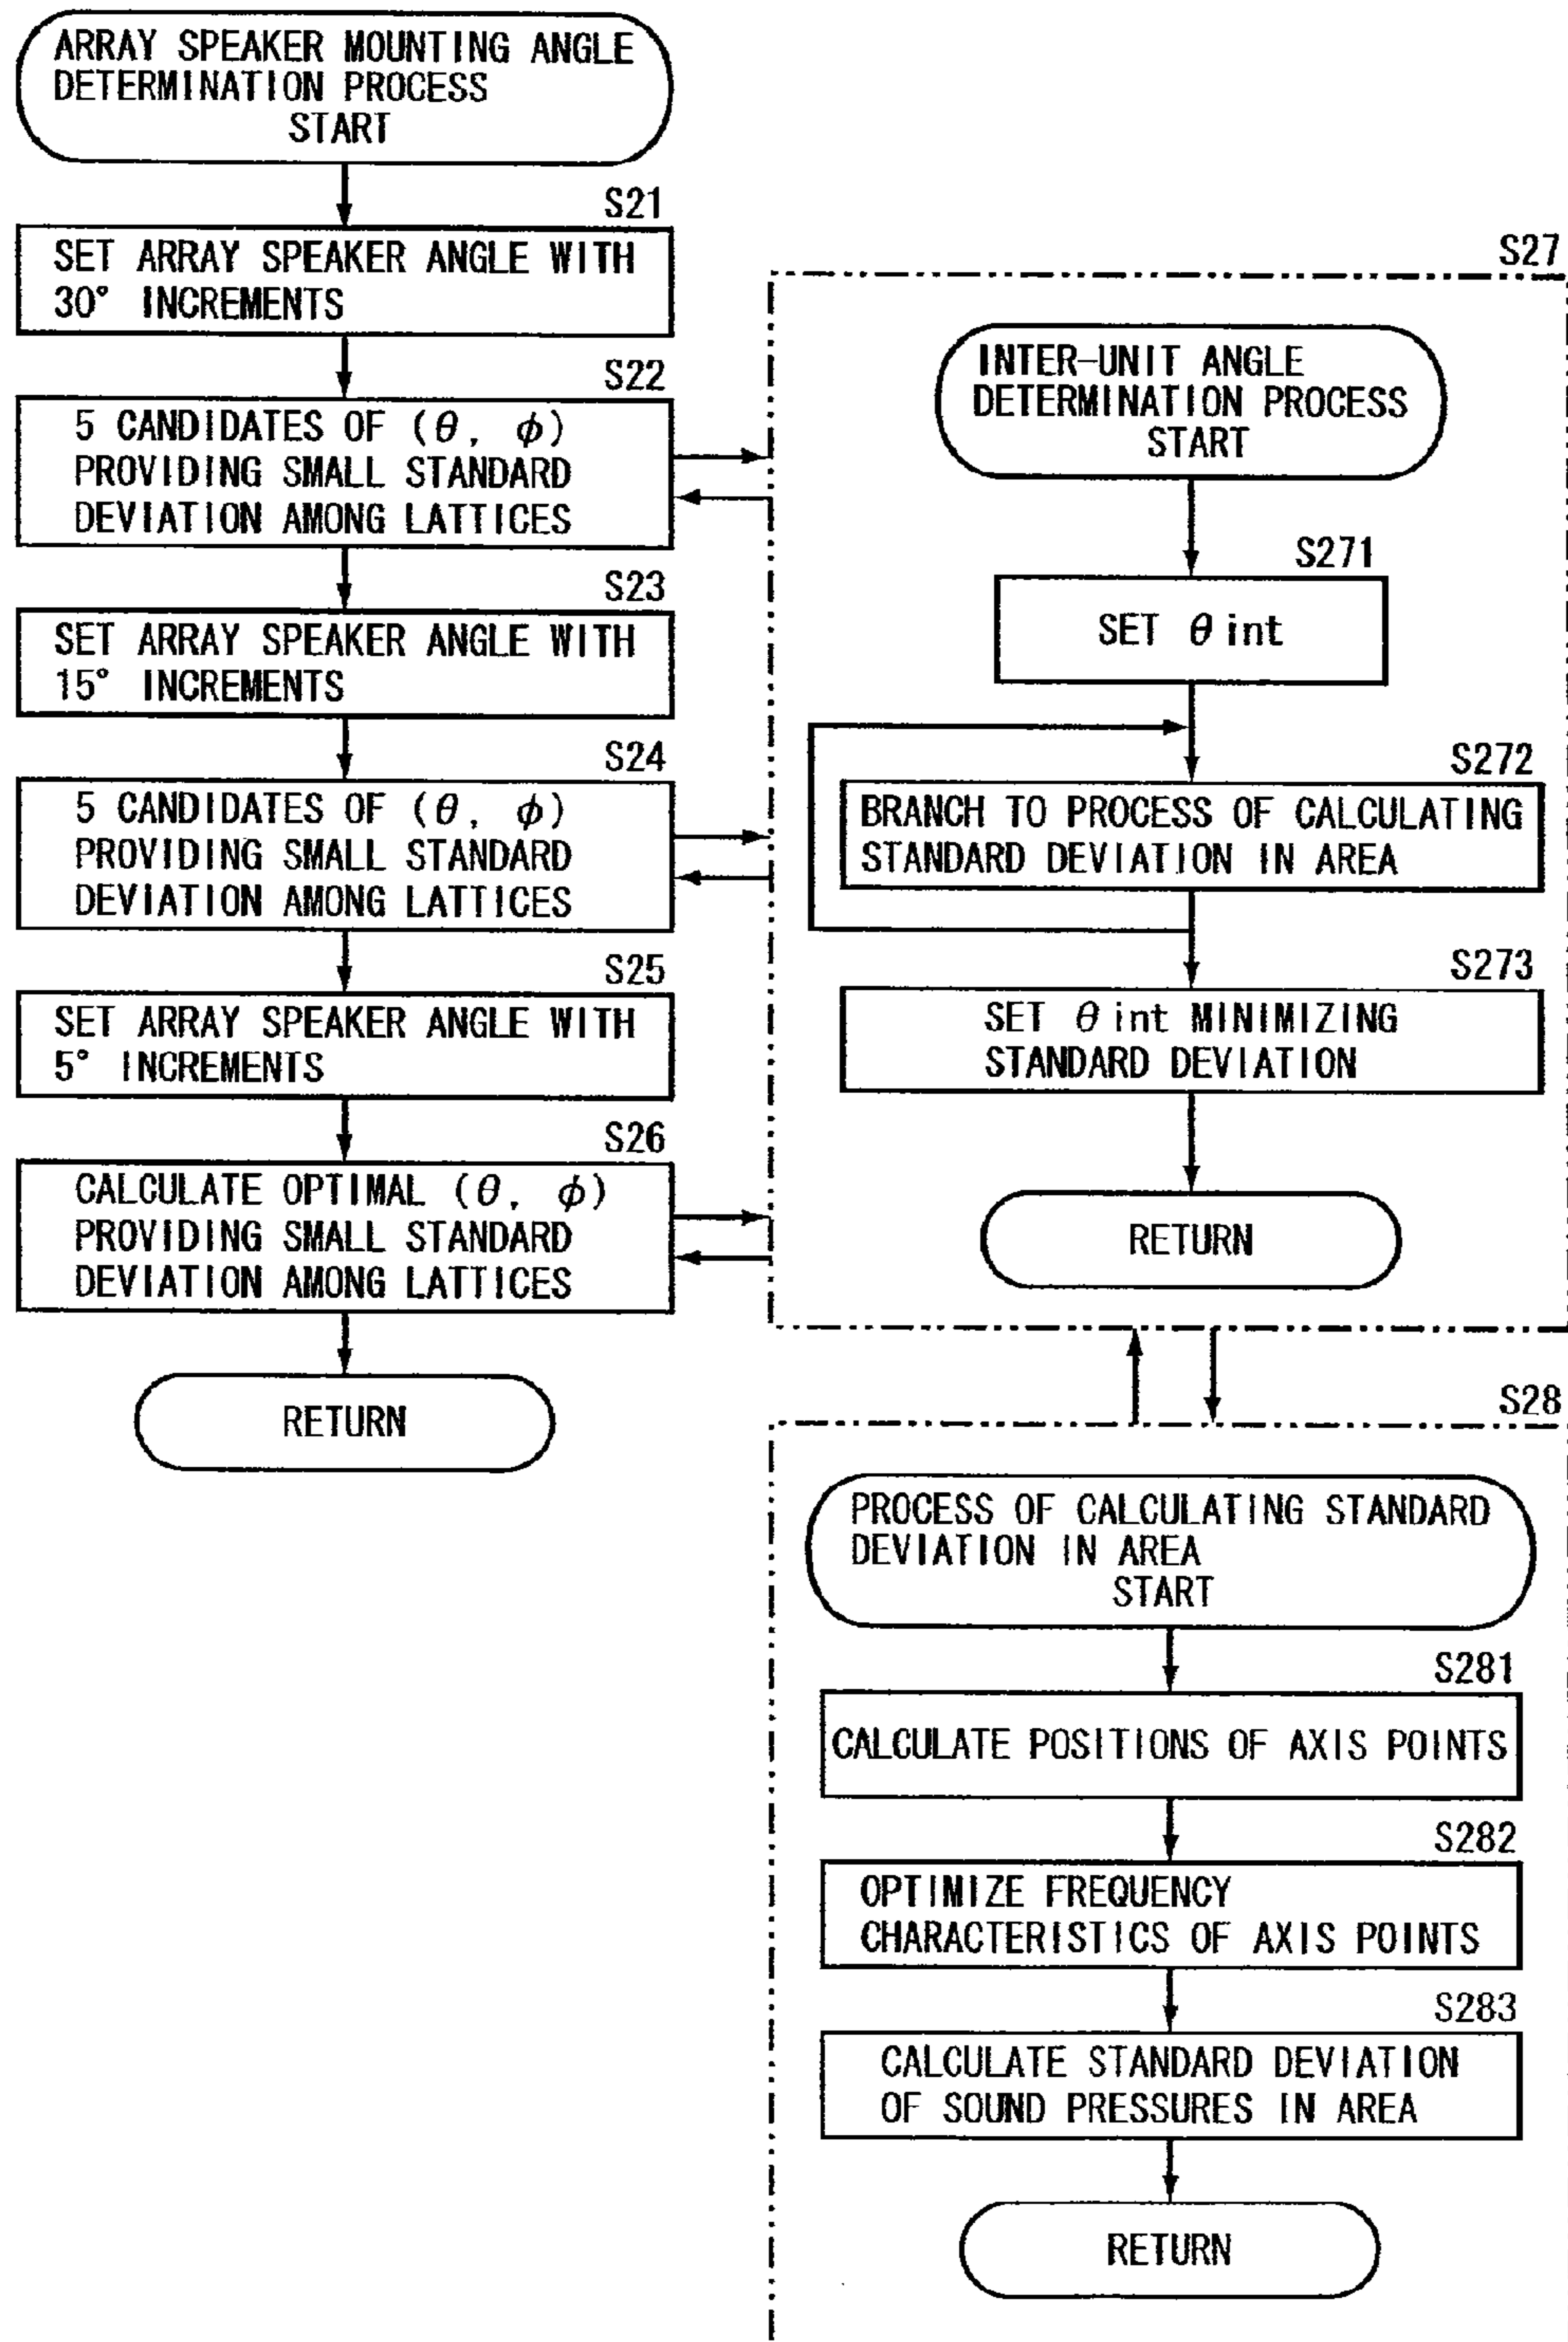 ARRAY SPEAKER MOUNTING ANGLE
DETERMINATION PROCESS
START
S21
SET ARRAY SPEAKER ANGLE WITH
30° INCREMENTS
S22
5 CANDIDATES OF (θ, φ)
PROVIDING SMALL STANDARD
DEVIATION AMONG LATTICES
S23
SET ARRAY SPEAKER ANGLE WITH
15° INCREMENTS
S24
5 CANDIDATES OF (θ, φ)
PROVIDING SMALL STANDARD
DEVIATION AMONG LATTICES
S25
SET ARRAY SPEAKER ANGLE WITH
5° INCREMENTS
S26
CALCULATE OPTIMAL (θ, φ)
PROVIDING SMALL STANDARD
DEVIATION AMONG LATTICES
RETURN
S27
INTER-UNIT ANGLE
DETERMINATION PROCESS
START
S271
SET θ int
S272
BRANCH TO PROCESS OF CALCULATING
STANDARD DEVIATION IN AREA
S273
SET θ int MINIMIZING
STANDARD DEVIATION
RETURN
S28
PROCESS OF CALCULATING STANDARD
DEVIATION IN AREA
START
S281
CALCULATE POSITIONS OF AXIS POINTS
S282
OPTIMIZE FREQUENCY
CHARACTERISTICS OF AXIS POINTS
S283
CALCULATE STANDARD DEVIATION
OF SOUND PRESSURES IN AREA
RETURN